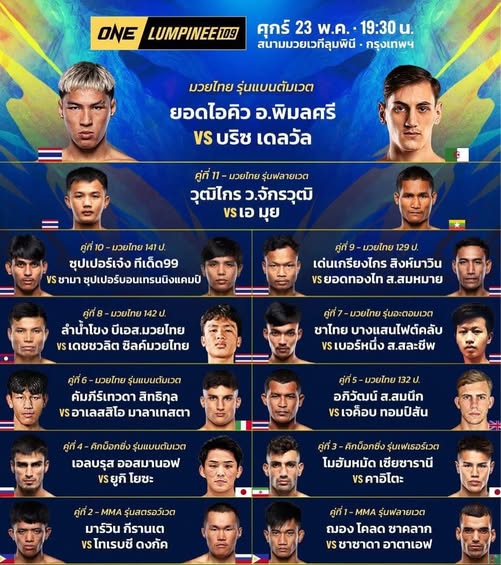 ONE LUMPINEE 109
ศุกร์ 23 พ.ค. • 19:30 น.
สนามมวยเวทีลุมพินี • กรุงเทพฯ
มวยไทย รุ่นแบนตัมเวต
ยอดไอคิว อ.พิมลศรี
VS บริซ เดลวัล
คู่ที่ 11 - มวยไทย รุ่นฟลายเวต
วุฒิไกร ว.จักรวุฒิ
VS เอ มุย
คู่ที่ 10 - มวยไทย 141 ป.
ซุปเปอร์เจ๋ง ทีเด็ด99
VS ชามา ซุปเปอร์บอนเทรนนิ่งแคมป์
คู่ที่ 9 - มวยไทย 129 ป.
เด่นเกรียงไกร สิงห์มาวิน
VS ยอดทองไท ส.สมหมาย
คู่ที่ 8 - มวยไทย 142 ป.
ลำน้ำโขง บีเอส.มวยไทย
VS เดชชวลิต ซิลค์มวยไทย
คู่ที่ 7 - มวยไทย รุ่นอะตอมเวต
ชาไทย บางแสนไฟต์คลับ
VS เบอร์หนึ่ง ส.สละชีพ
คู่ที่ 6 - มวยไทย รุ่นแบนตัมเวต
คัมภีร์เทวดา สิทธิกุล
VS อาเลสสิโอ มาลาเทสตา
คู่ที่ 5 - มวยไทย 132 ป.
อภิวัฒน์ ส.สมนึก
VS เจค็อบ ทอมป์สัน
คู่ที่ 4 - คิกบ็อกซิ่ง รุ่นแบนตัมเวต
เอลบรุส ออสมานอฟ
VS ยูกิ โยซะ
คู่ที่ 3 - คิกบ็อกซิ่ง รุ่นเฟเธอร์เวต
โมฮัมหมัด เซียซารานี
VS คาอิโตะ
คู่ที่ 2 - MMA รุ่นสตรอว์เวต
มาร์วิน กีรานเต
VS โทเรปชี ดงกัค
คู่ที่ 1 - MMA รุ่นฟลายเวต
ฌอง โคลด ซาคลาก
VS ซาซาดา อาตาเอฟ